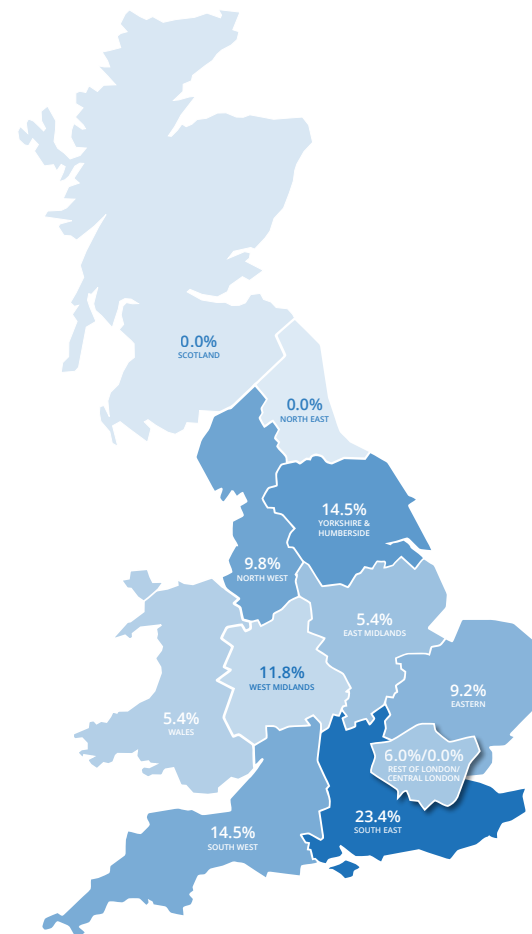 0.0%
SCOTLAND
0.0%
NORTH EAST
14.5%
YORKSHIRE &
HUMBERSIDE
9.8%
NORTH WEST
5.4%
EAST MIDLANDS
11.8%
WEST MIDLANDS
9.2%
EASTERN
5.4%
WALES
6.0%/0.0%
REST OF LONDON/
CENTRAL LONDON
23.4%
SOUTH EAST
14.5%
SOUTH WEST